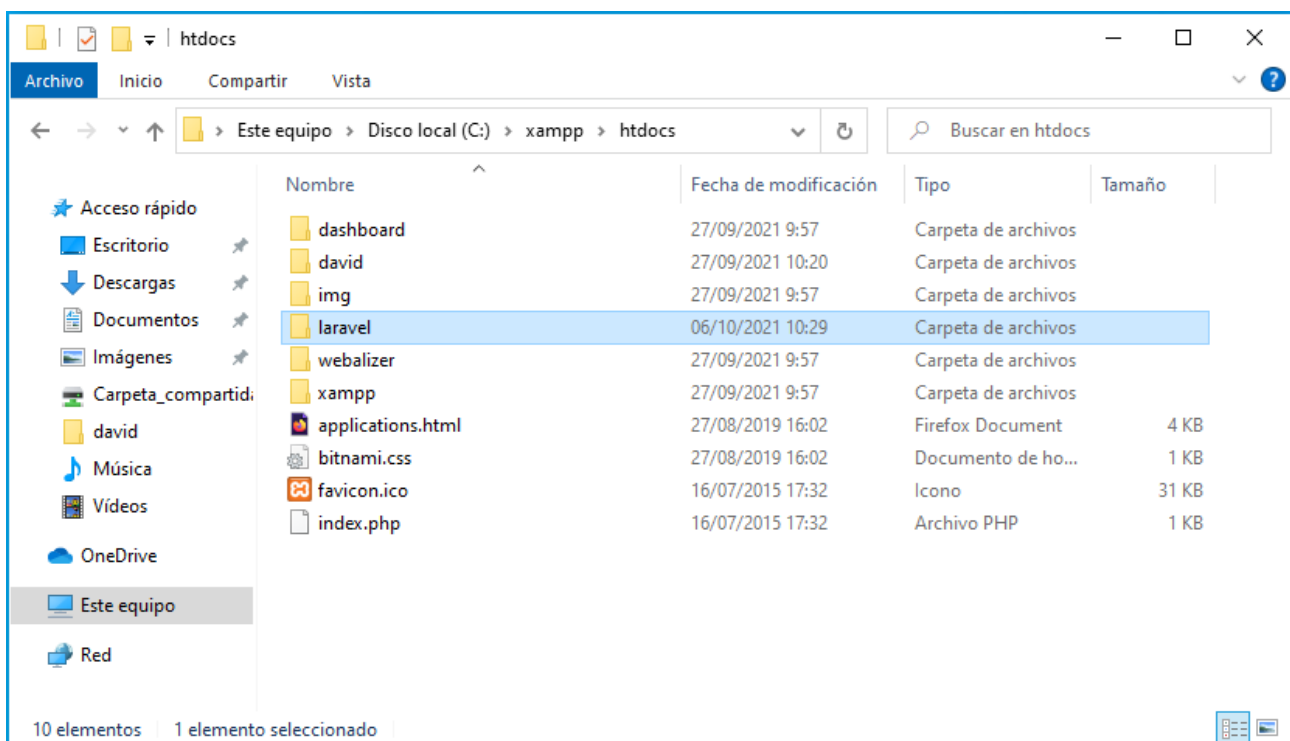 htdocs
Archivo Inicio Compartir Vista
Este equipo > Disco local (C:) > xampp > htdocs Buscar en htdocs
Nombre Fecha de modificación Tipo Tamaño
Acceso rápido
Escritorio
Descargas
Documentos
Imágenes
Carpeta_compartid
david
Música
Vídeos
OneDrive
Este equipo
Red
dashboard 27/09/2021 9:57 Carpeta de archivos
david 27/09/2021 10:20 Carpeta de archivos
img 27/09/2021 9:57 Carpeta de archivos
laravel 06/10/2021 10:29 Carpeta de archivos
webalizer 27/09/2021 9:57 Carpeta de archivos
xampp 27/09/2021 9:57 Carpeta de archivos
applications.html 27/08/2019 16:02 Firefox Document 4 KB
bitnami.css 27/08/2019 16:02 Documento de ho... 1 KB
favicon.ico 16/07/2015 17:32 Icono 31 KB
index.php 16/07/2015 17:32 Archivo PHP 1 KB
10 elementos 1 elemento seleccionado